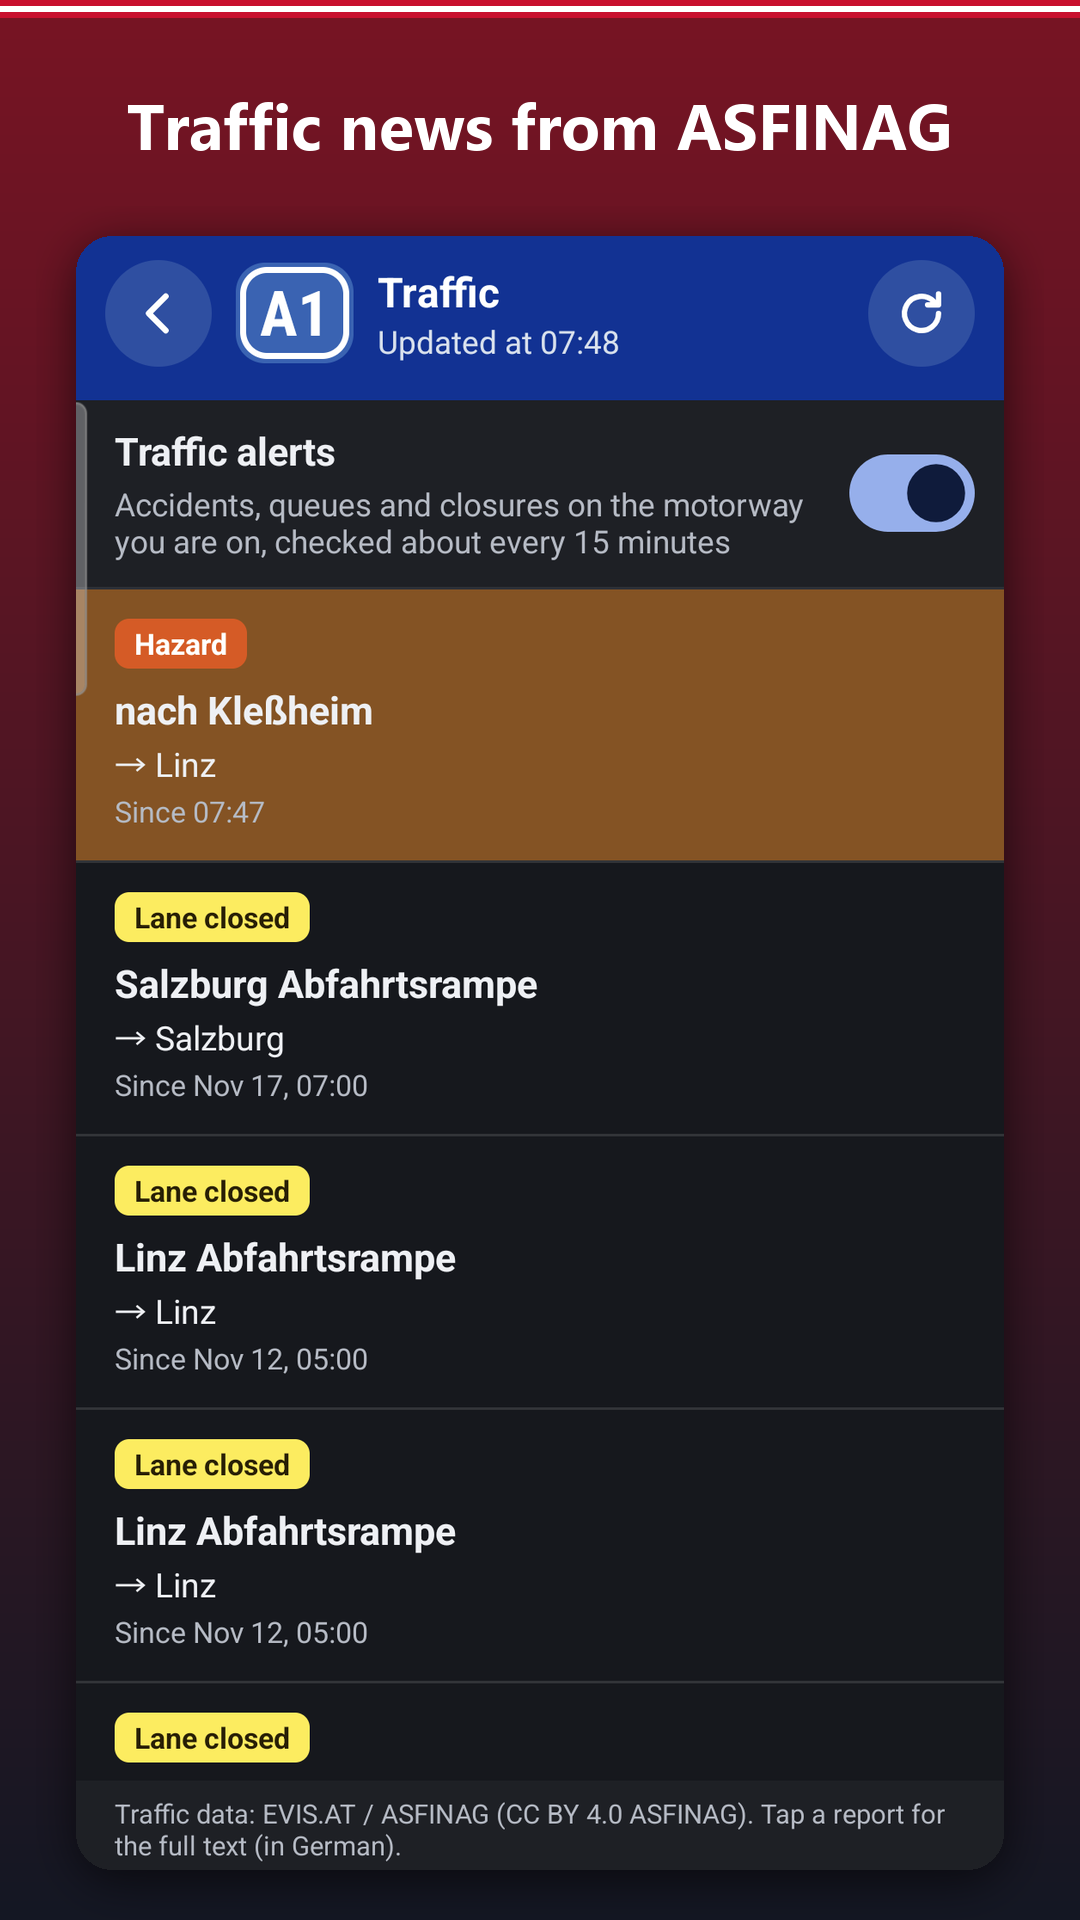 Traffic news from ASFINAG
A1
Traffic
Updated at 07:48
Traffic alerts
Accidents, queues and closures on the motorway
you are on, checked about every 15 minutes
Hazard
nach Kleßheim
→ Linz
Since 07:47
Lane closed
Salzburg Abfahrtsrampe
→ Salzburg
Since Nov 17, 07:00
Lane closed
Linz Abfahrtsrampe
→ Linz
Since Nov 12, 05:00
Lane closed
Linz Abfahrtsrampe
→ Linz
Since Nov 12, 05:00
Lane closed
Traffic data: EVIS.AT / ASFINAG (CC BY 4.0 ASFINAG). Tap a report for
the full text (in German).